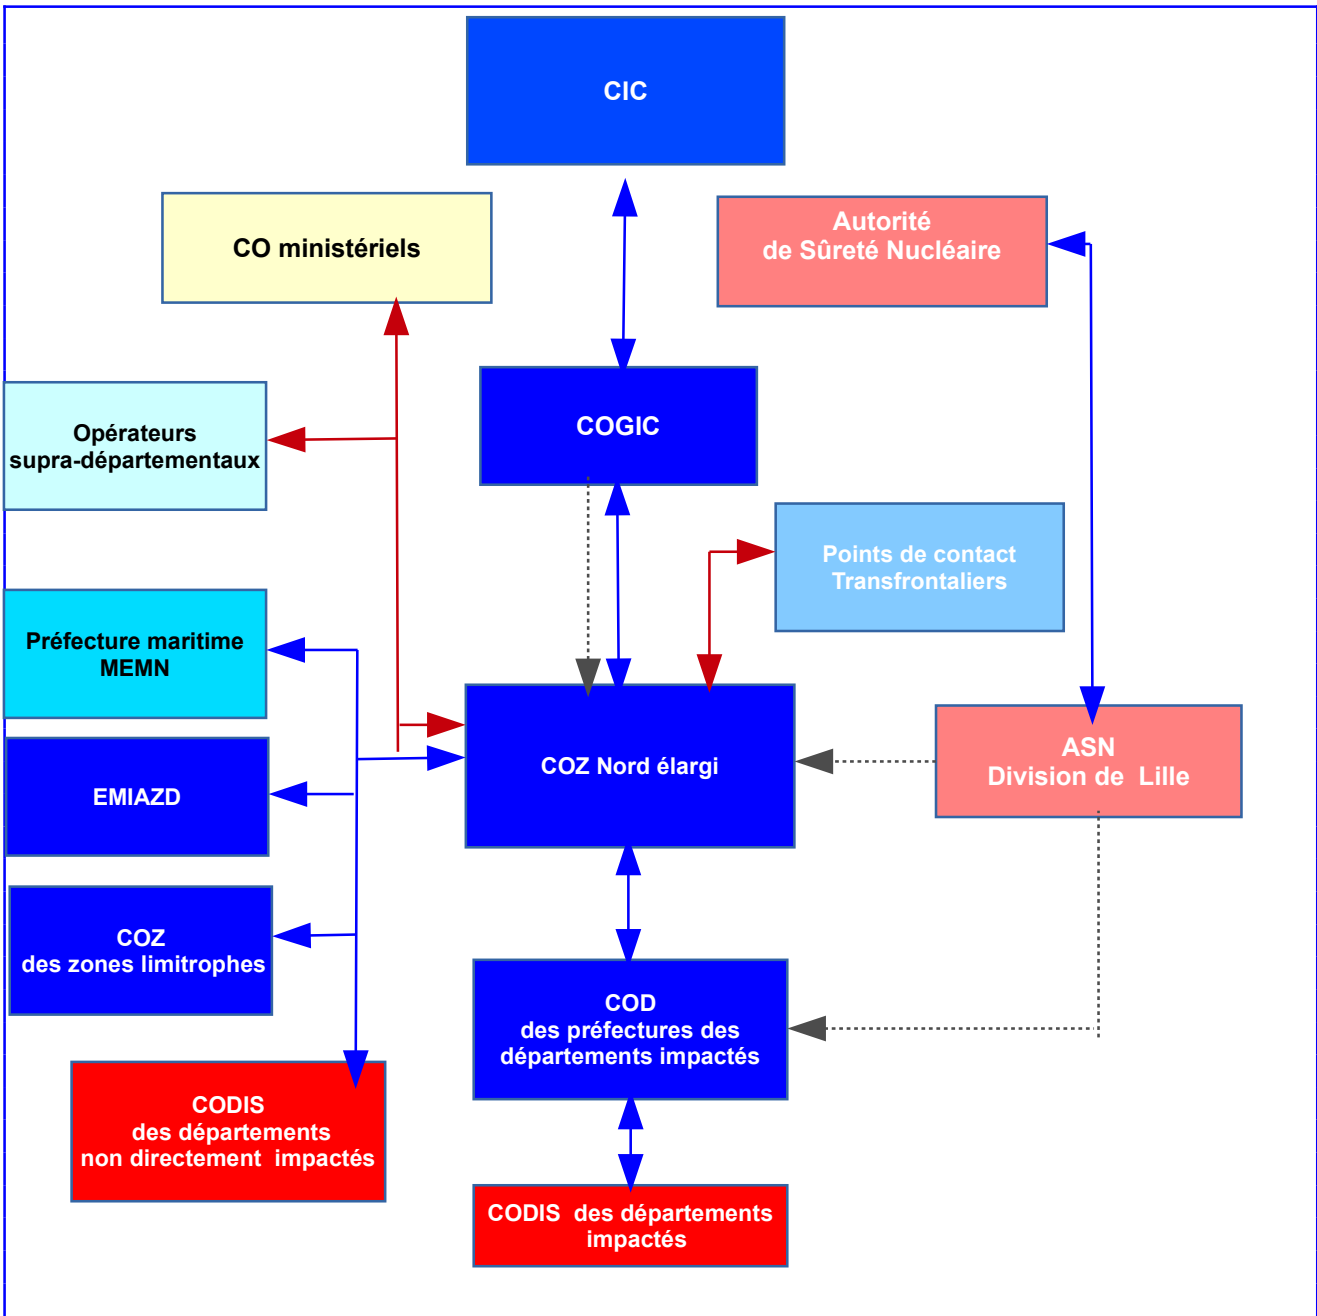 CIC
CO ministériels
Autorité
de Sûreté Nucléaire
COGIC
Opérateurs
supra-départementaux
Points de contact
Transfrontaliers
Préfecture maritime
MEMN
COZ Nord élargi
ASN
Division de Lille
EMIAZD
COZ
des zones limitrophes
COD
des préfectures des
départements impactés
CODIS
des départements
non directement impactés
CODIS des départements
impactés